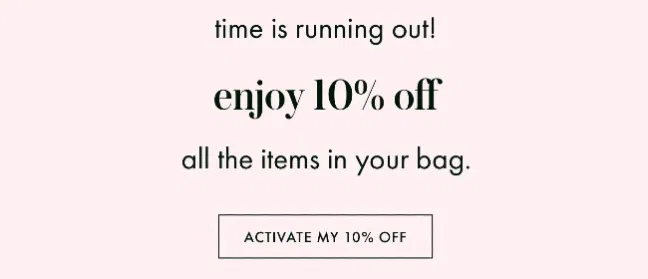 time is running out!
enjoy 10% off
all the items in your bag.
ACTIVATE MY 10% OFF